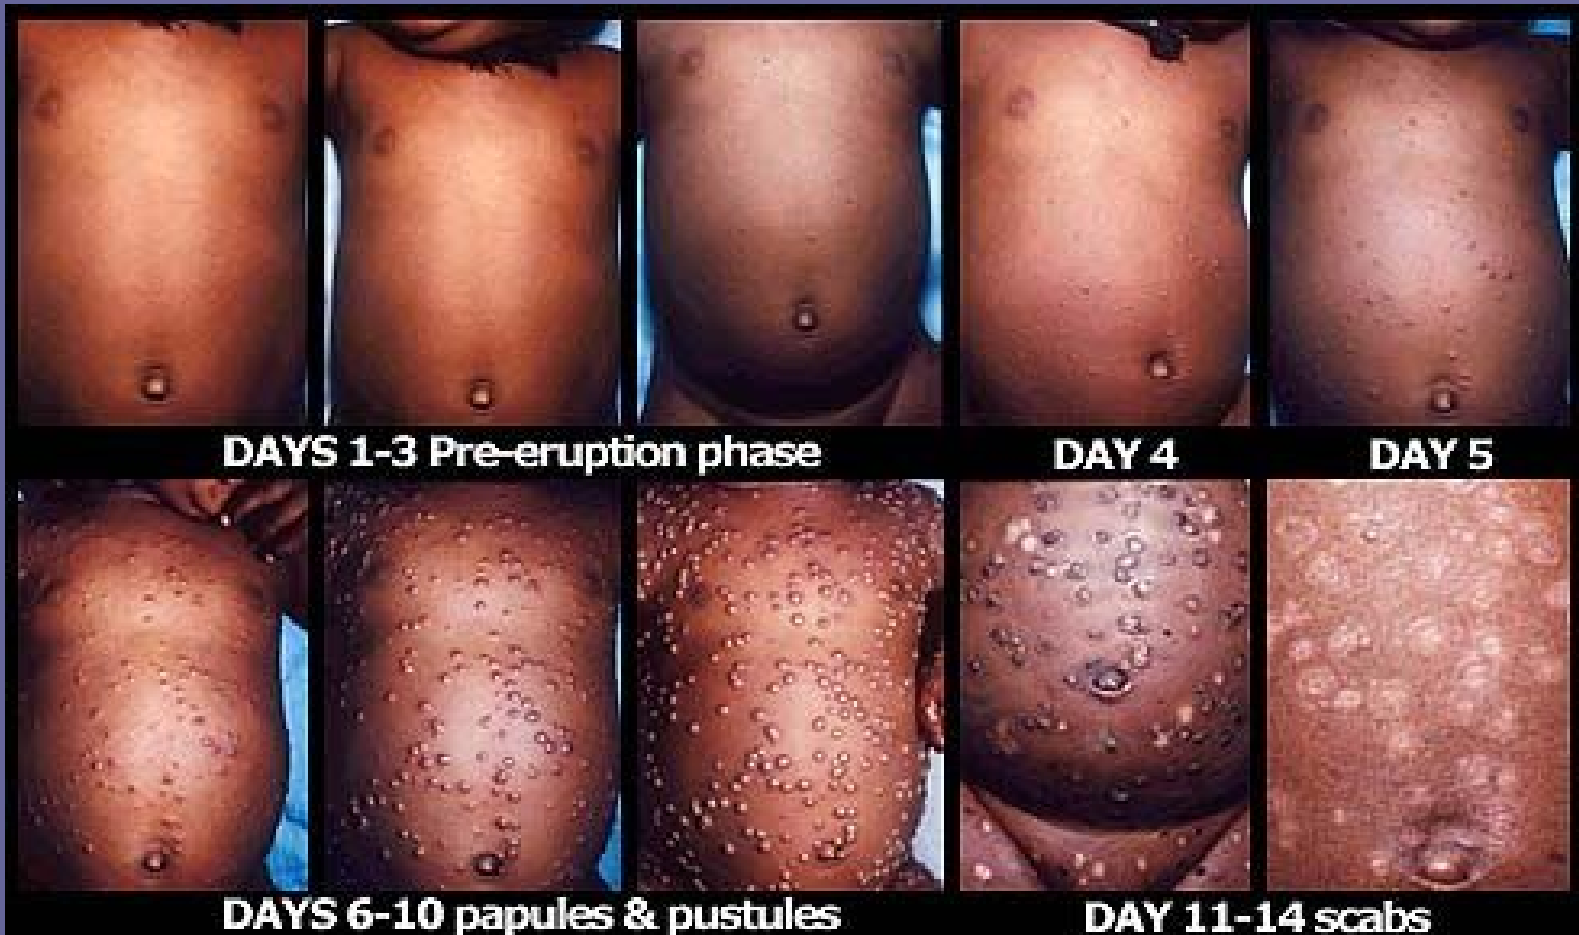 DAYS 1-3 Pre-eruption phase
DAY 4
DAY 5
DAYS 6-10 papules & pustules
DAY 11-14 scabs